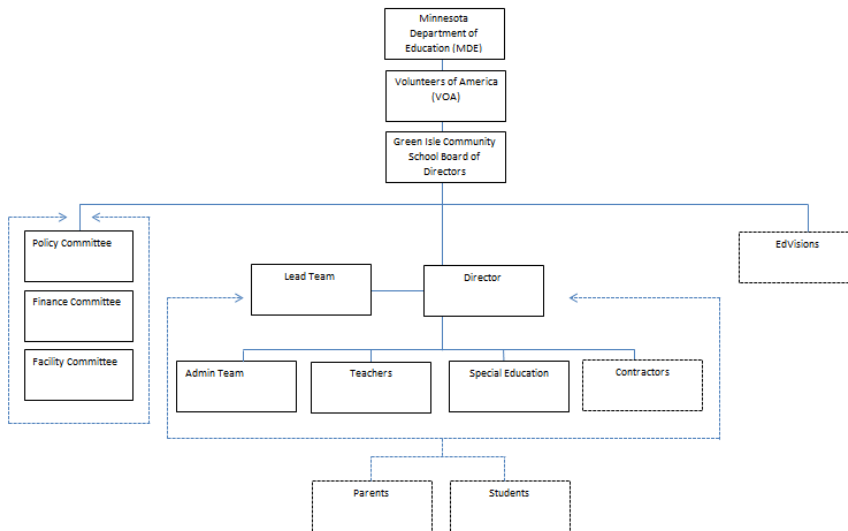 Minnesota
Department of
Education (MDE)
Volunteers of America
(VOA)
Green Isle Community
School Board of
Directors
Policy Committee
EdVisions
Lead Team
Director
Finance Committee
Facility Committee
Admin Team
Teachers
Special Education
Contractors
Parents
Students